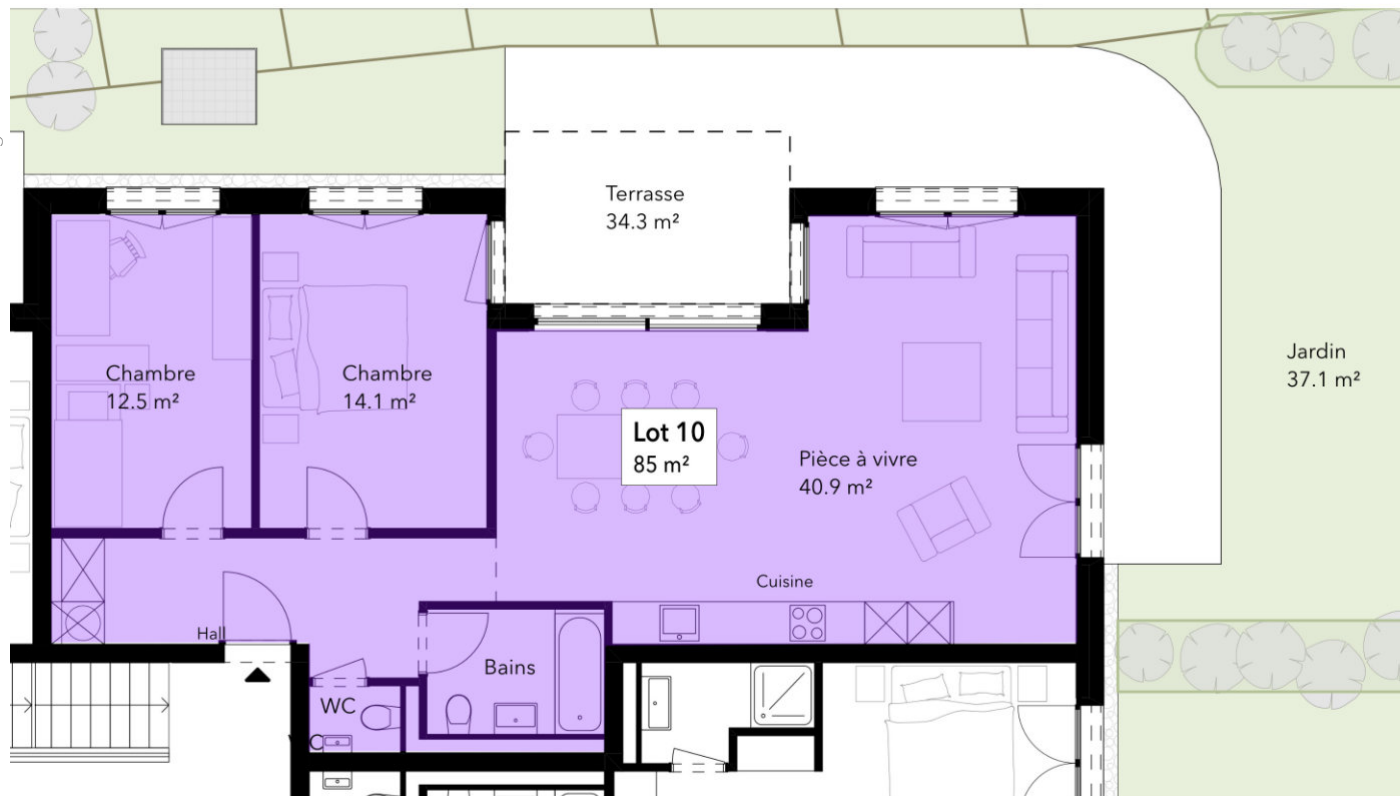 Terrasse
34.3 m²
Chambre
12.5 m²
Chambre
14.1 m²
Lot 10
85 m²
Pièce à vivre
40.9 m²
Jardin
37.1 m²
Cuisine
Hall
Bains
WC